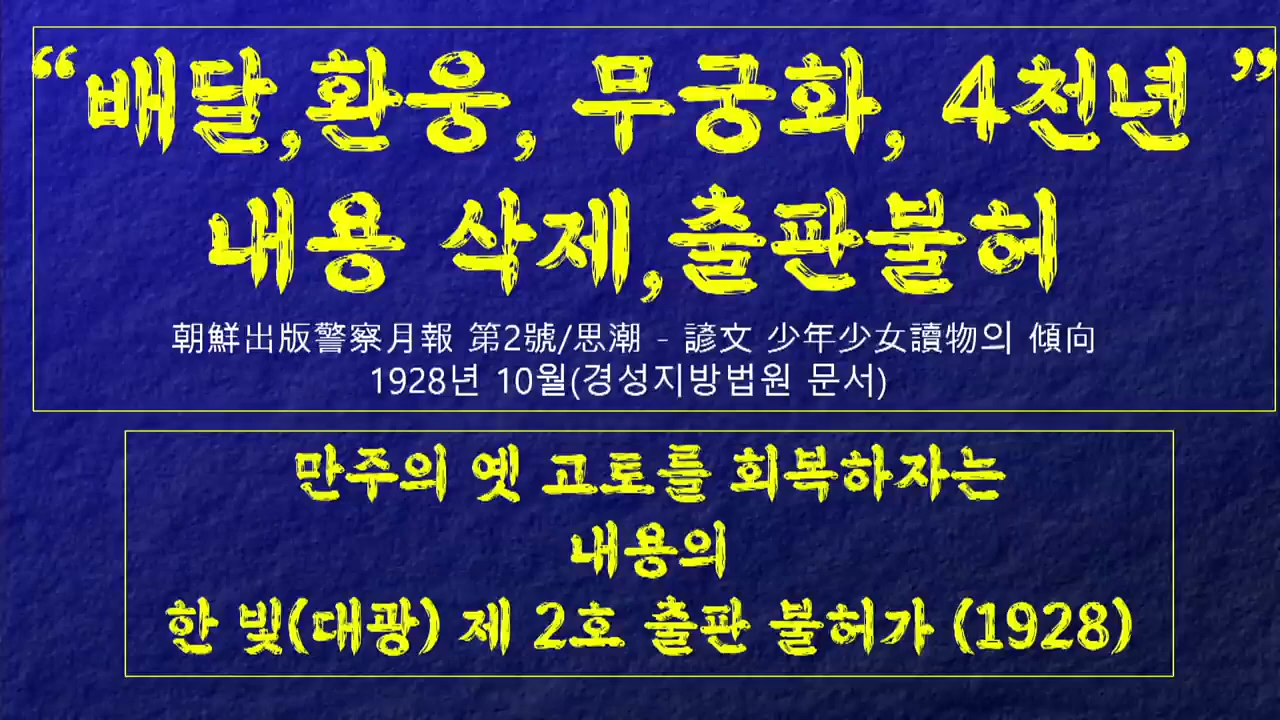 “배달,환웅, 무궁화, 4천년 ”
내용 삭제,출판불허
朝鮮出版警察月報 第2號/思潮 - 諺文 少年少女讀物의 傾向
1928년 10월(경성지방법원 문서)
만주의 옛 고토를 회복하자는
내용의
한 빛(대광) 제 2호 출판 불허가 (1928)